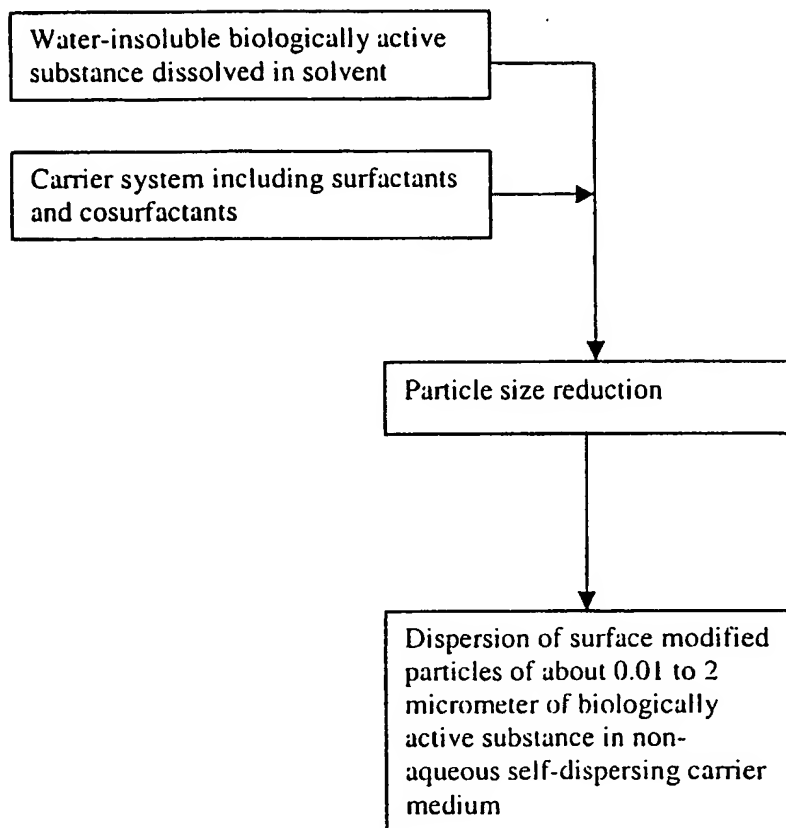 Water-insoluble biologically active
substance dissolved in solvent
Carrier system including surfactants
and cosurfactants
Particle size reduction
Dispersion of surface modified
particles of about 0.01 to 2
micrometer of biologically
active substance in non-
aqueous self-dispersing carrier
medium